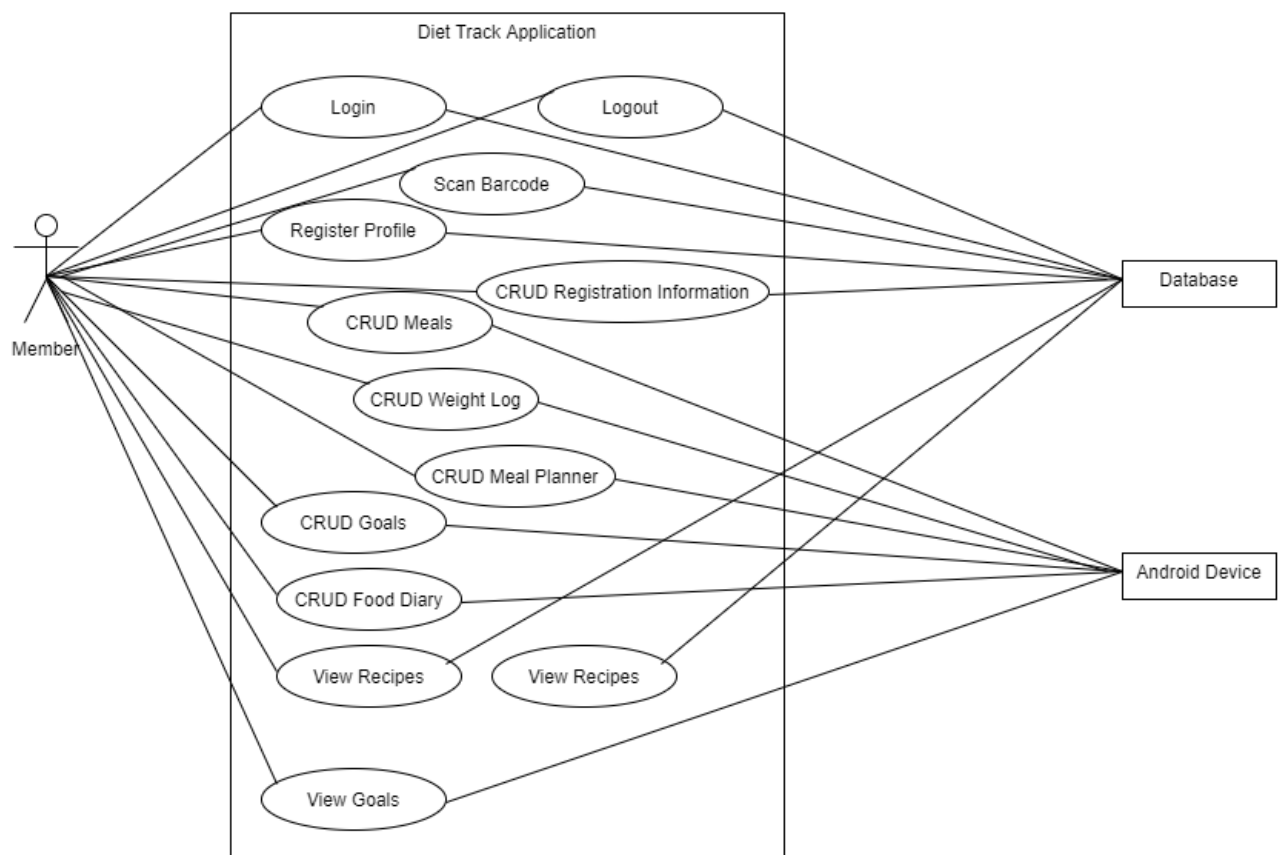 Diet Track Application
Login
Logout
Scan Barcode
Register Profile
CRUD Registration Information
Database
CRUD Meals
Member
CRUD Weight Log
CRUD Meal Planner
CRUD Goals
Android Device
CRUD Food Diary
View Recipes
View Recipes
View Goals